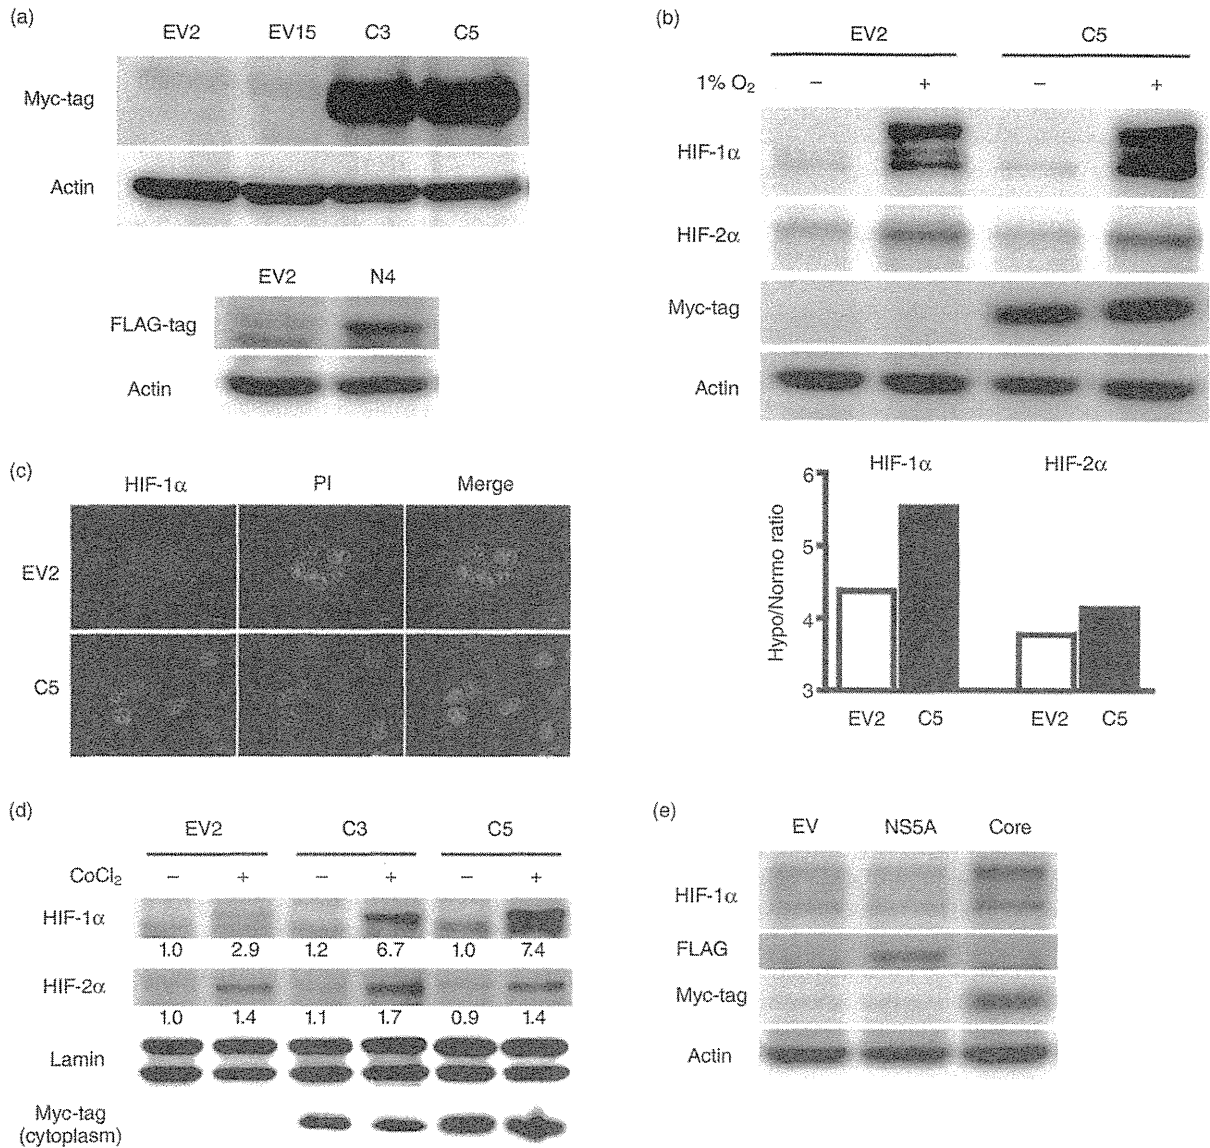 (a)
EV2 EV15 C3 C5
Myc-tag
Actin
EV2 N4
FLAG-tag
Actin
(b)
EV2 C5
1% O₂ − + − +
HIF-1α
HIF-2α
Myc-tag
Actin
HIF-1α HIF-2α
Hypo/Normo ratio
6
5
4
3
EV2 C5 EV2 C5
(c)
HIF-1α PI Merge
EV2
C5
(d)
EV2 C3 C5
CoCl₂ − + − + − +
HIF-1α
1.0 2.9 1.2 6.7 1.0 7.4
HIF-2α
1.0 1.4 1.1 1.7 0.9 1.4
Lamin
Myc-tag
(cytoplasm)
(e)
EV NS5A Core
HIF-1α
FLAG
Myc-tag
Actin